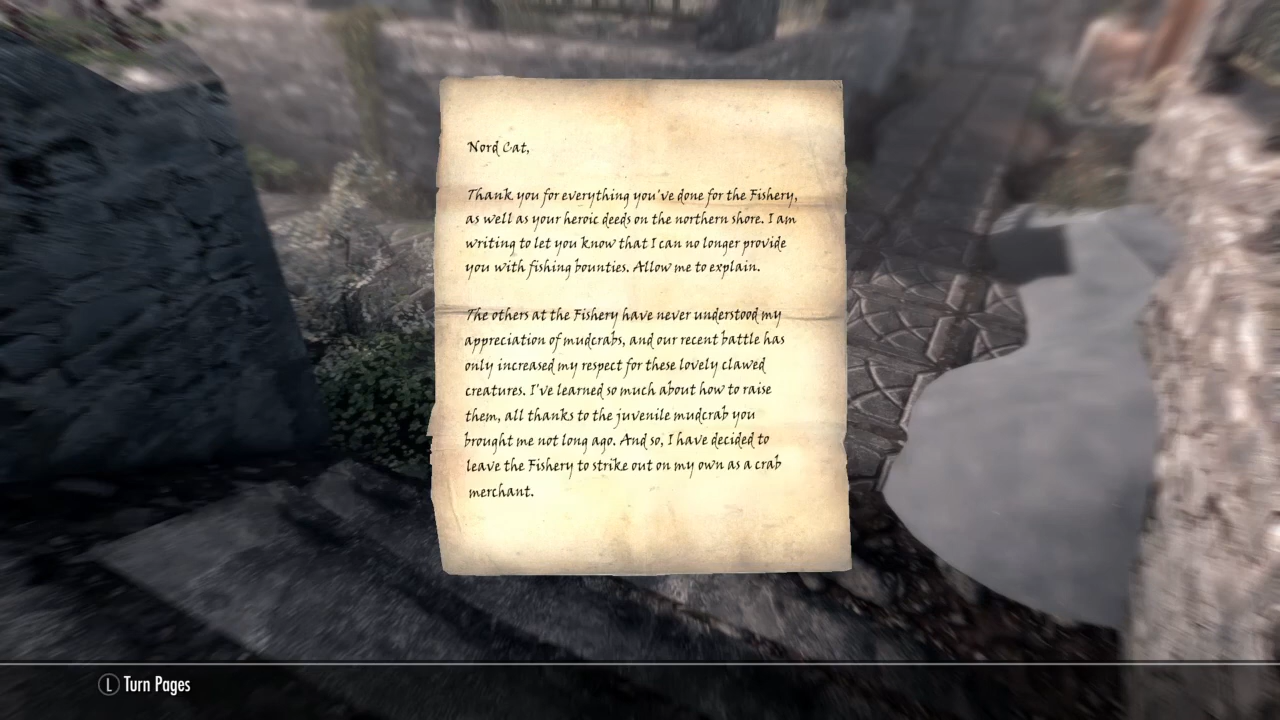 Nord Cat,
Thank you for everything you've done for the Fishery,
as well as your heroic deeds on the northern shore. I am
writing to let you know that I can no longer provide
you with fishing bounties. Allow me to explain.
The others at the Fishery have never understood my
appreciation of mudcrabs, and our recent battle has
only increased my respect for these lovely clawed
creatures. I've learned so much about how to raise
them, all thanks to the juvenile mudcrab you
brought me not long ago. And so, I have decided to
leave the Fishery to strike out on my own as a crab
merchant.
L Turn Pages